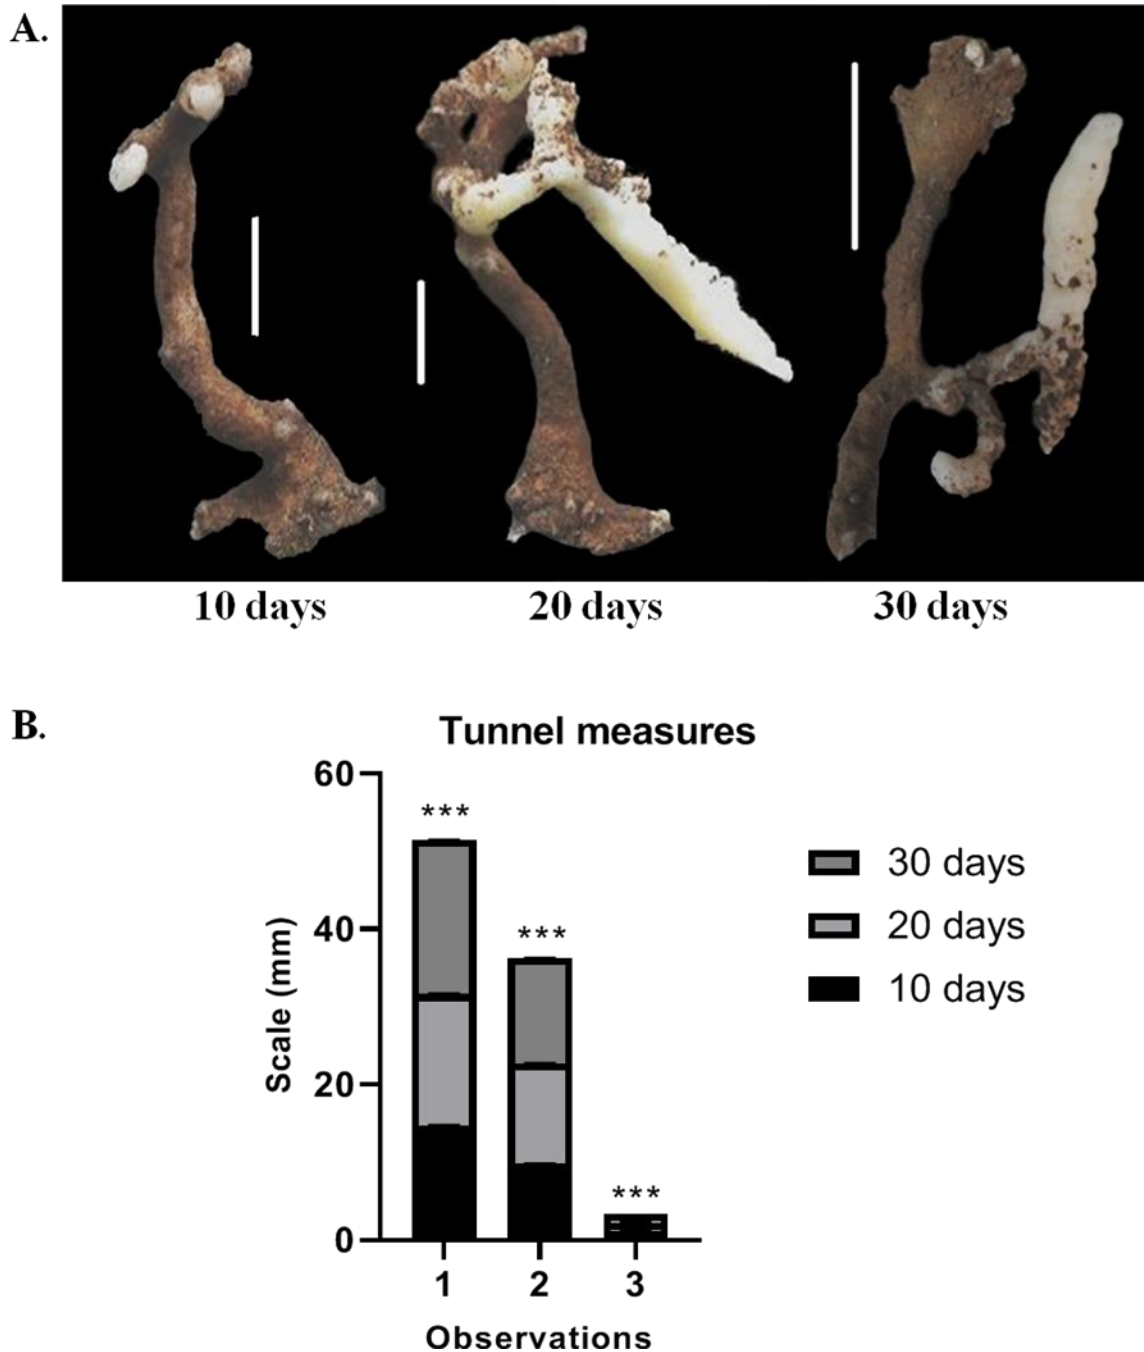 A.
10 days
20 days
30 days
B.
Tunnel measures
60
40
20
0
Scale (mm)
***
***
***
1
2
3
Observations
30 days
20 days
10 days